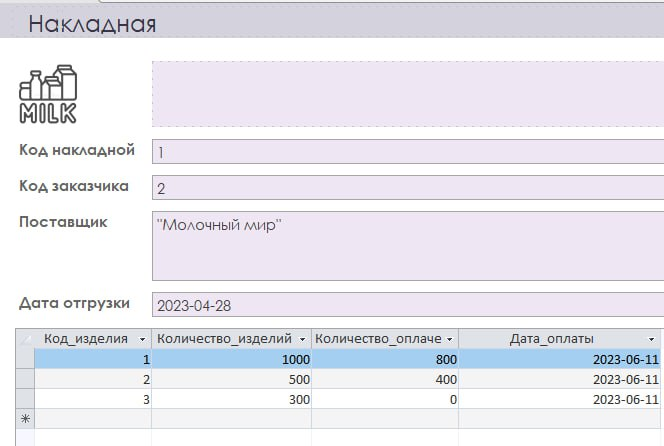 Накладная
MILK
Код накладной 1
Код заказчика 2
Поставщик "Молочный мир"
Дата отгрузки 2023-04-28
Код_изделия Количество_изделий Количество_оплаче Дата_оплаты
1 1000 800 2023-06-11
2 500 400 2023-06-11
3 300 0 2023-06-11